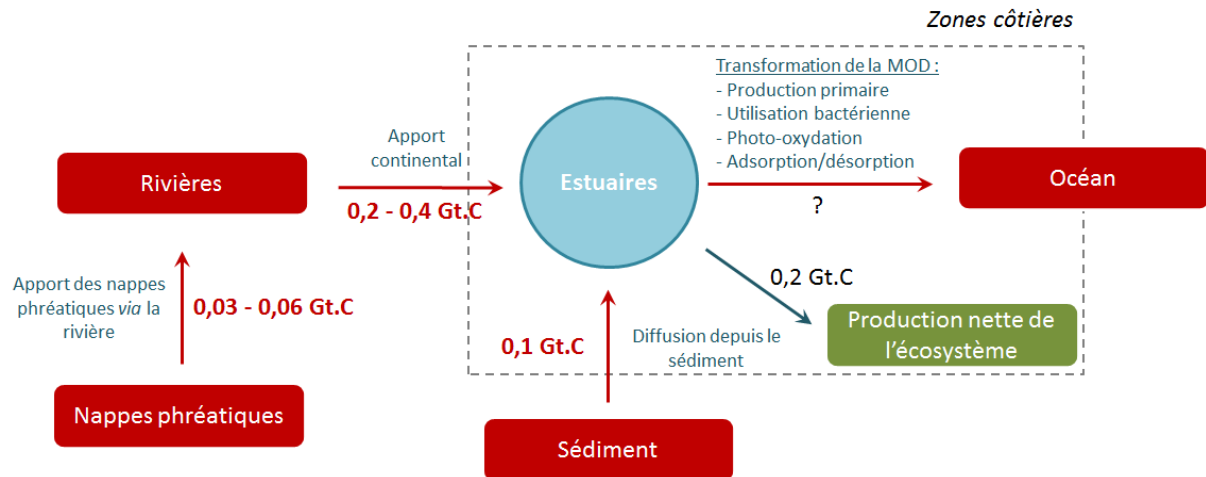 Zones côtières
Transformation de la MOD :
- Production primaire
- Utilisation bactérienne
- Photo-oxydation
- Adsorption/désorption
Apport
continental
Rivières
Estuaires
Océan
0,2 - 0,4 Gt.C
?
Apport des nappes
phréatiques via la
rivière
0,03 - 0,06 Gt.C
0,2 Gt.C
Production nette de
l'écosystème
0,1 Gt.C
Diffusion depuis le
sédiment
Nappes phréatiques
Sédiment